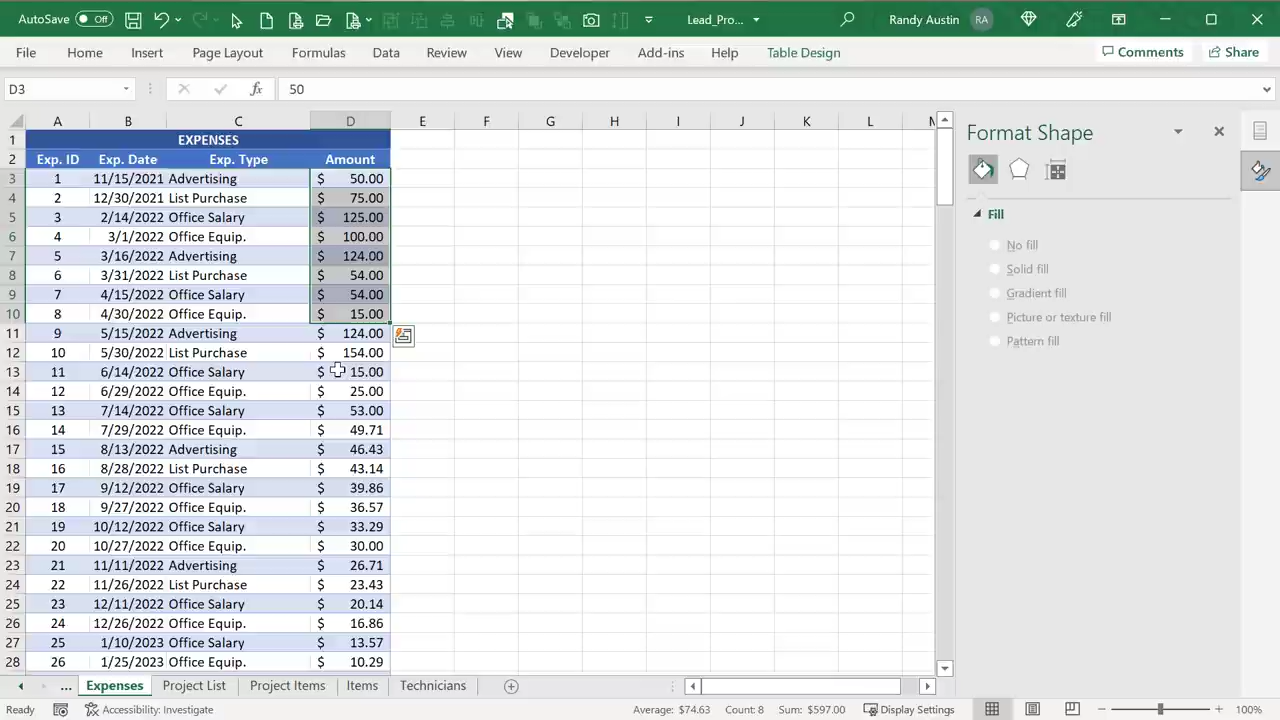 AutoSave Off Lead_Pro... Randy Austin RA
File Home Insert Page Layout Formulas Data Review View Developer Add-ins Help Table Design Comments Share
D3 fx 50
A B C D E F G H I J K L M
1 EXPENSES
2 Exp. ID Exp. Date Exp. Type Amount
3 1 11/15/2021 Advertising $ 50.00
4 2 12/30/2021 List Purchase $ 75.00
5 3 2/14/2022 Office Salary $ 125.00
6 4 3/1/2022 Office Equip. $ 100.00
7 5 3/16/2022 Advertising $ 124.00
8 6 3/31/2022 List Purchase $ 54.00
9 7 4/15/2022 Office Salary $ 54.00
10 8 4/30/2022 Office Equip. $ 15.00
11 9 5/15/2022 Advertising $ 124.00
12 10 5/30/2022 List Purchase $ 154.00
13 11 6/14/2022 Office Salary $ 15.00
14 12 6/29/2022 Office Equip. $ 25.00
15 13 7/14/2022 Office Salary $ 53.00
16 14 7/29/2022 Office Equip. $ 49.71
17 15 8/13/2022 Advertising $ 46.43
18 16 8/28/2022 List Purchase $ 43.14
19 17 9/12/2022 Office Salary $ 39.86
20 18 9/27/2022 Office Equip. $ 36.57
21 19 10/12/2022 Office Salary $ 33.29
22 20 10/27/2022 Office Equip. $ 30.00
23 21 11/11/2022 Advertising $ 26.71
24 22 11/26/2022 List Purchase $ 23.43
25 23 12/11/2022 Office Salary $ 20.14
26 24 12/26/2022 Office Equip. $ 16.86
27 25 1/10/2023 Office Salary $ 13.57
28 26 1/25/2023 Office Equip. $ 10.29
Format Shape
Fill
No fill
Solid fill
Gradient fill
Picture or texture fill
Pattern fill
... Expenses Project List Project Items Items Technicians
Ready Accessibility: Investigate Average: $74.63 Count: 8 Sum: $597.00 Display Settings 100%